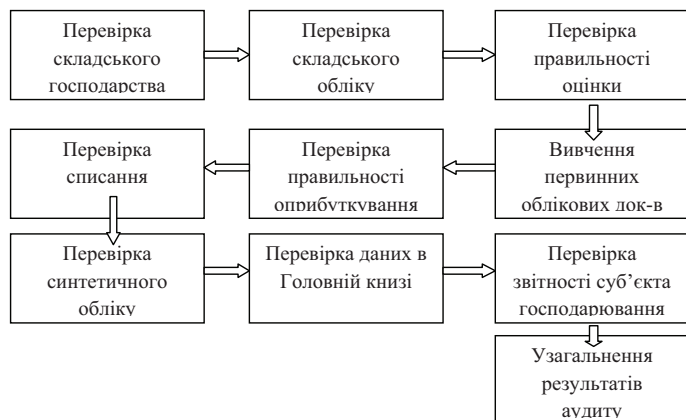 Перевірка
складського
господарства
Перевірка
складського
обліку
Перевірка
правильності
оцінки
Вивчення
первинних
облікових док-в
Перевірка
правильності
оприбуткування
Перевірка
списання
Перевірка
синтетичного
обліку
Перевірка даних в
Головній книзі
Перевірка
звітності суб’єкта
господарювання
Узагальнення
результатів
аудиту